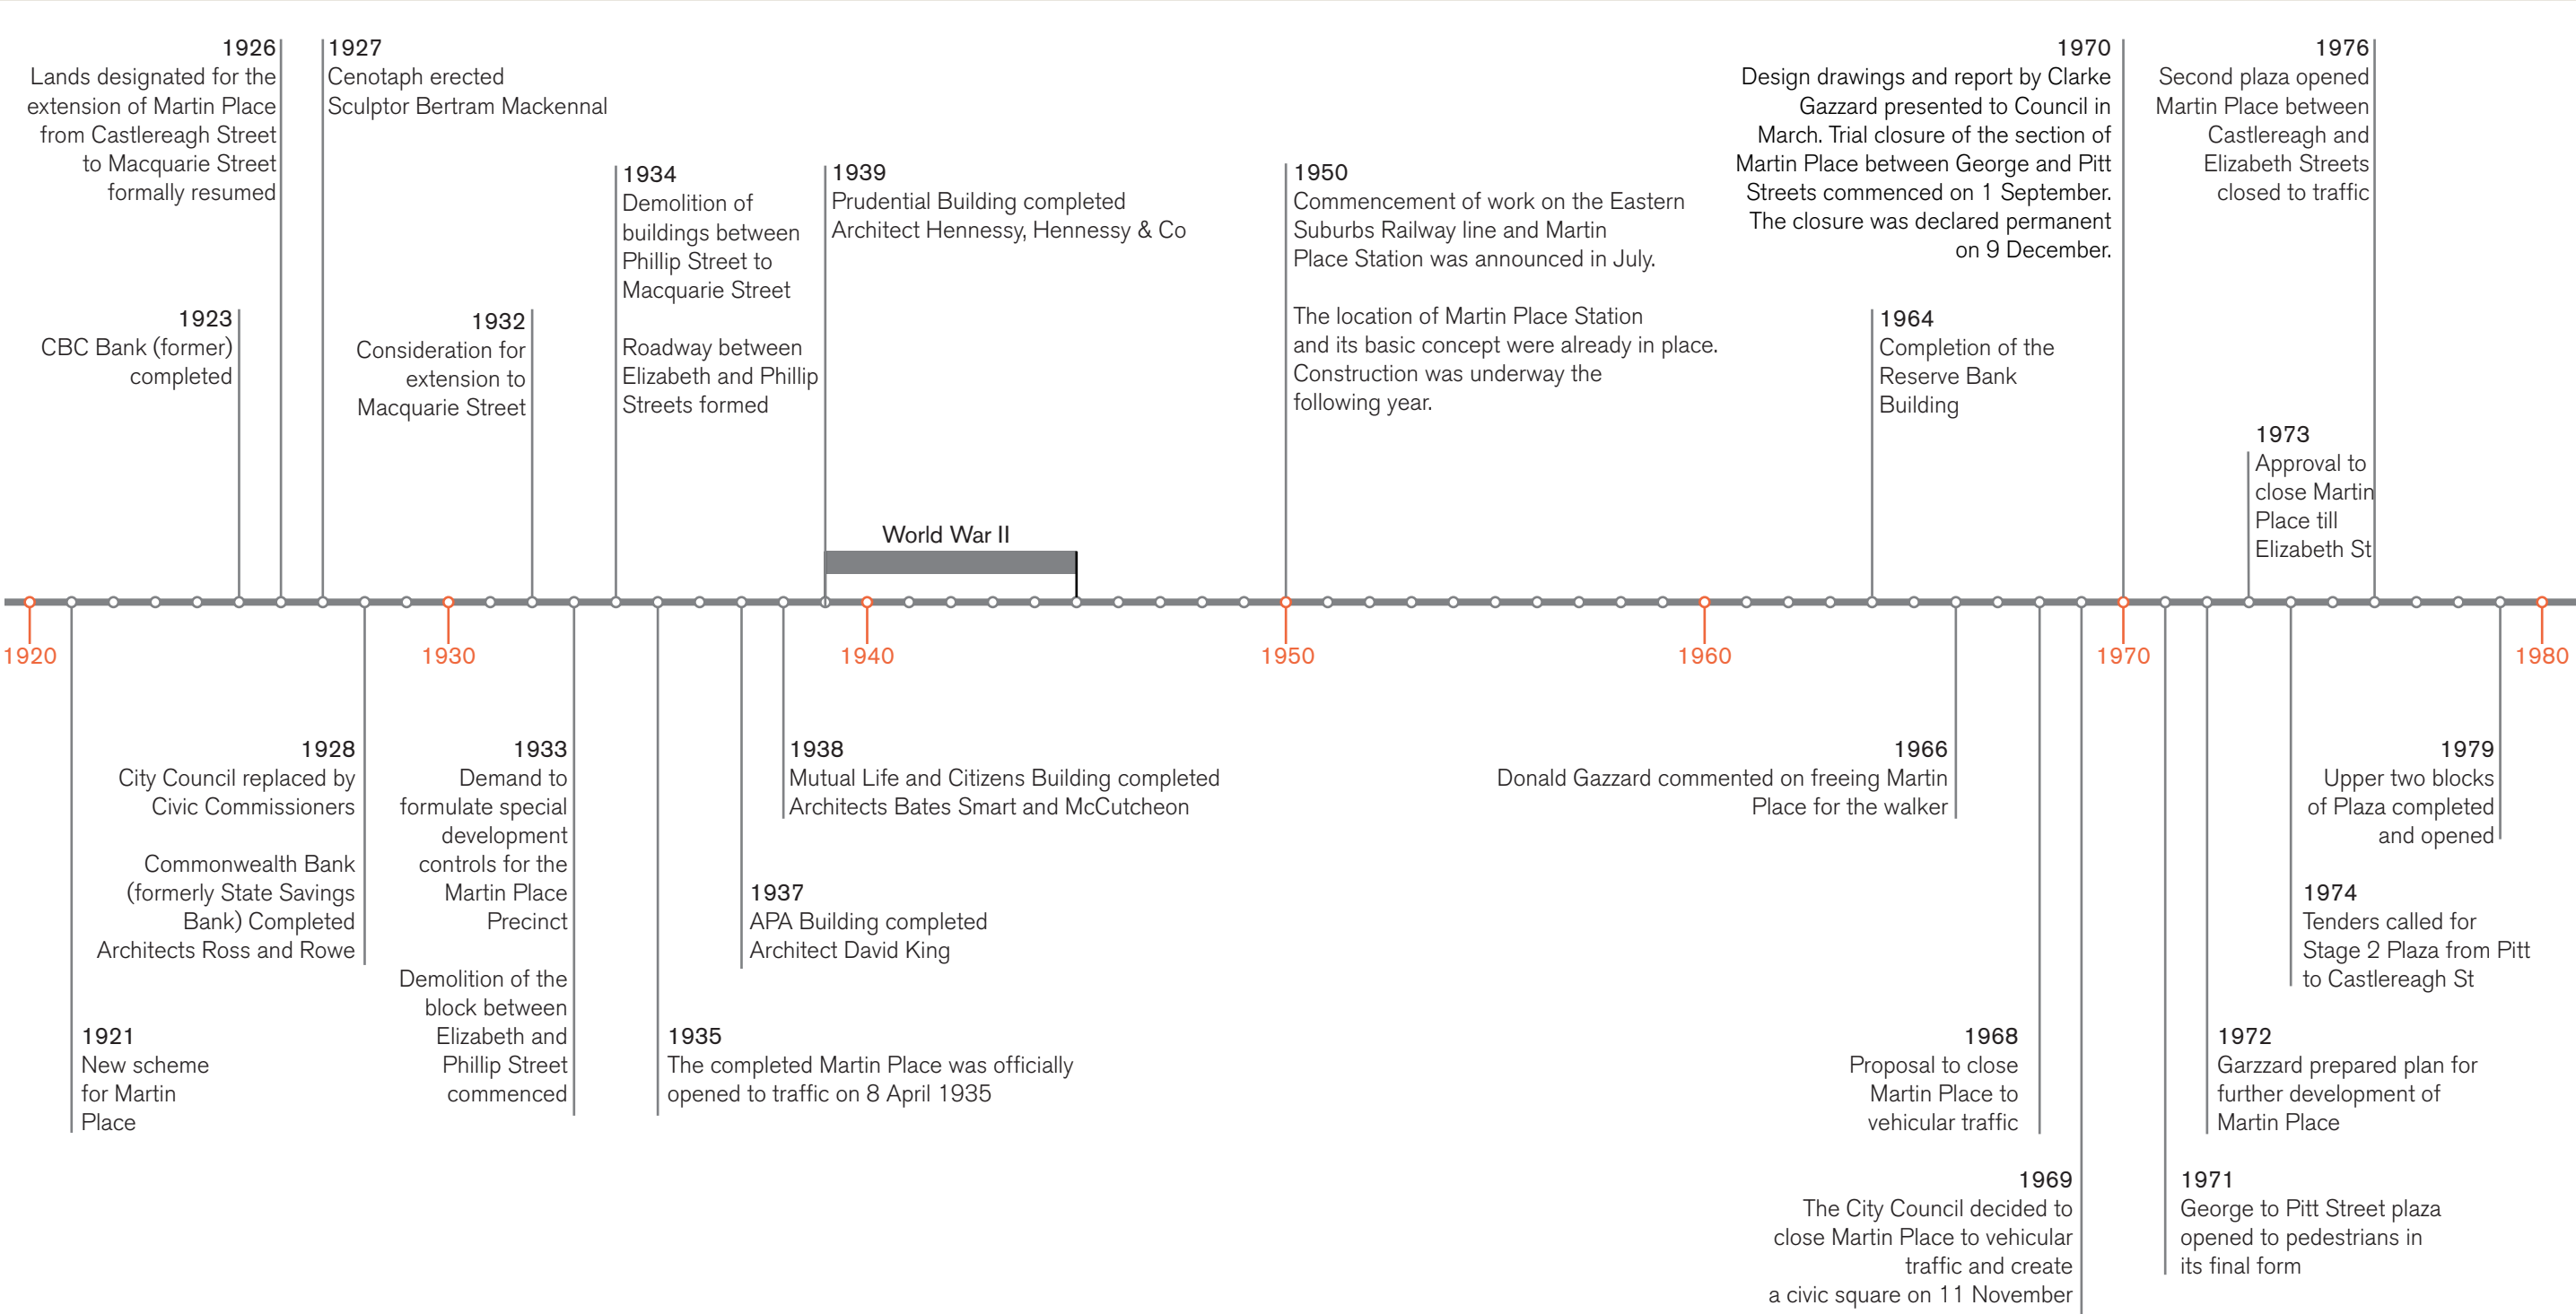 1926
Lands designated for the
extension of Martin Place
from Castlereagh Street
to Macquarie Street
formally resumed
1927
Cenotaph erected
Sculptor Bertram Mackennal
1970
Design drawings and report by Clarke
Gazzard presented to Council in
March. Trial closure of the section of
Martin Place between George and Pitt
Streets commenced on 1 September.
The closure was declared permanent
on 9 December.
1976
Second plaza opened
Martin Place between
Castlereagh and
Elizabeth Streets
closed to traffic
1934
Demolition of
buildings between
Phillip Street to
Macquarie Street
Roadway between
Elizabeth and Phillip
Streets formed
1939
Prudential Building completed
Architect Hennessy, Hennessy & Co
1950
Commencement of work on the Eastern
Suburbs Railway line and Martin
Place Station was announced in July.
The location of Martin Place Station
and its basic concept were already in place.
Construction was underway the
following year.
1923
CBC Bank (former)
completed
1932
Consideration for
extension to
Macquarie Street
1964
Completion of the
Reserve Bank
Building
1973
Approval to
close Martin
Place till
Elizabeth St
World War II
1920
1930
1940
1950
1960
1970
1980
1928
City Council replaced by
Civic Commissioners
Commonwealth Bank
(formerly State Savings
Bank) Completed
Architects Ross and Rowe
1933
Demand to
formulate special
development
controls for the
Martin Place
Precinct
Demolition of the
block between
Elizabeth and
Phillip Street
commenced
1938
Mutual Life and Citizens Building completed
Architects Bates Smart and McCutcheon
1966
Donald Gazzard commented on freeing Martin
Place for the walker
1979
Upper two blocks
of Plaza completed
and opened
1937
APA Building completed
Architect David King
1974
Tenders called for
Stage 2 Plaza from Pitt
to Castlereagh St
1921
New scheme
for Martin
Place
1935
The completed Martin Place was officially
opened to traffic on 8 April 1935
1968
Proposal to close
Martin Place to
vehicular traffic
1972
Garzzard prepared plan for
further development of
Martin Place
1969
The City Council decided to
close Martin Place to vehicular
traffic and create
a civic square on 11 November
1971
George to Pitt Street plaza
opened to pedestrians in
its final form